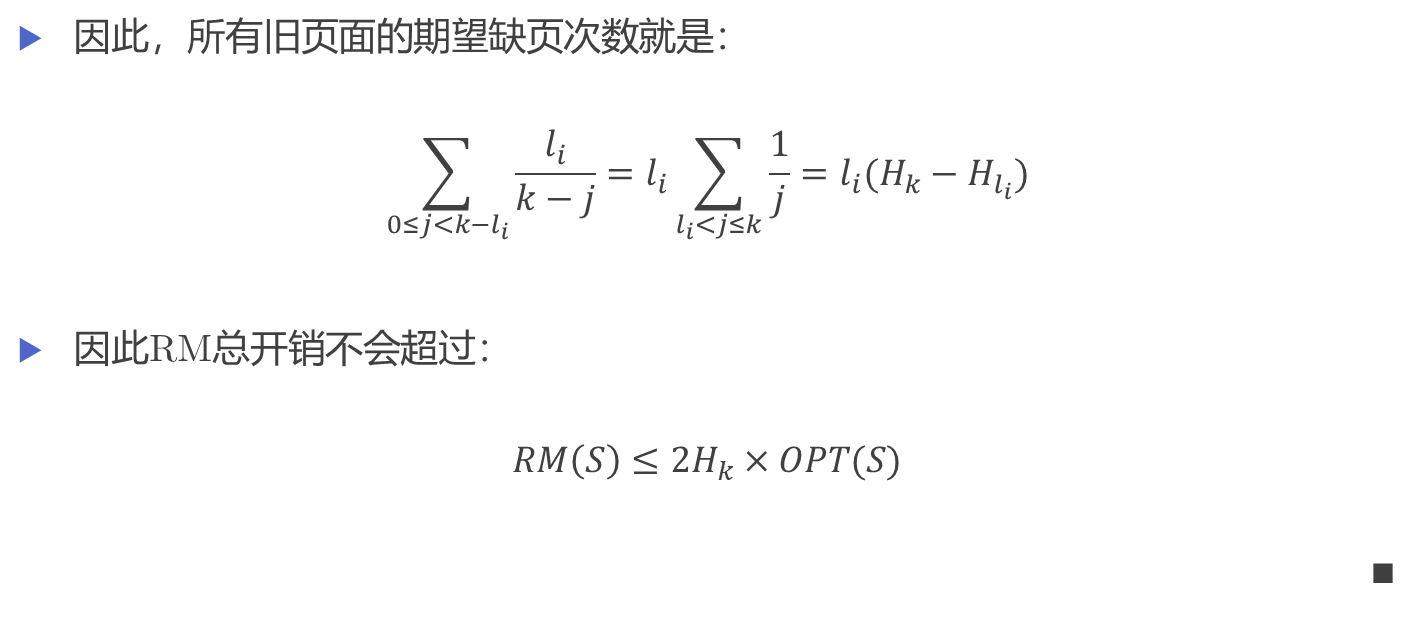 因此，所有旧页面的期望缺页次数就是：
∑_{0≤j<k−l_i} l_i/(k−j) = l_i ∑_{l_i<j≤k} 1/j = l_i(H_k − H_{l_i})
因此RM总开销不会超过：
RM(S) ≤ 2H_k × OPT(S)